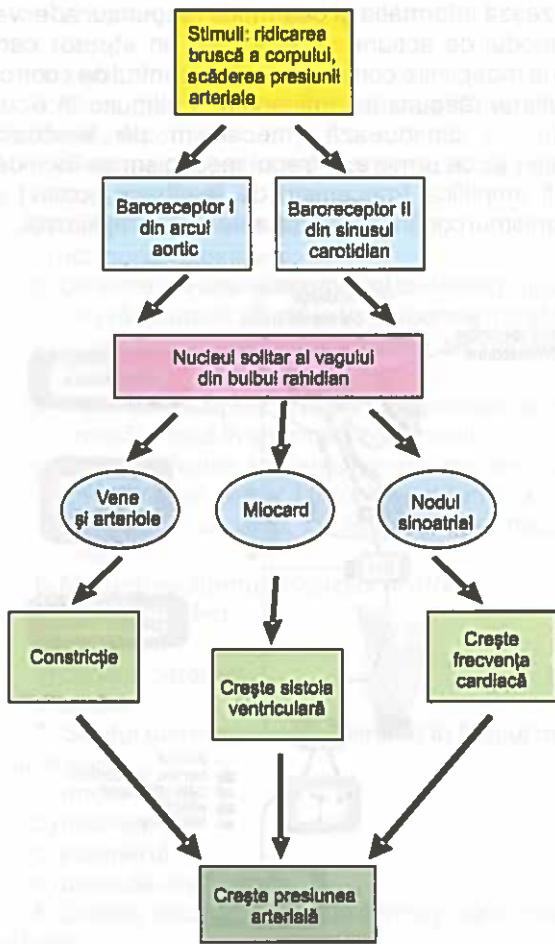 Stimuli: ridicarea
bruscă a corpului,
scăderea presiunii
arteriale
Baroreceptor I
din arcul
aortic
Baroreceptor II
din sinusul
carotidian
Nucleul solitar al vagului
din bulbul rahidian
Vene
și arteriole
Miocard
Nodul
sinoatrial
Constricție
Crește sistola
ventriculară
Crește
frecvența
cardiacă
Crește presiunea
arterială